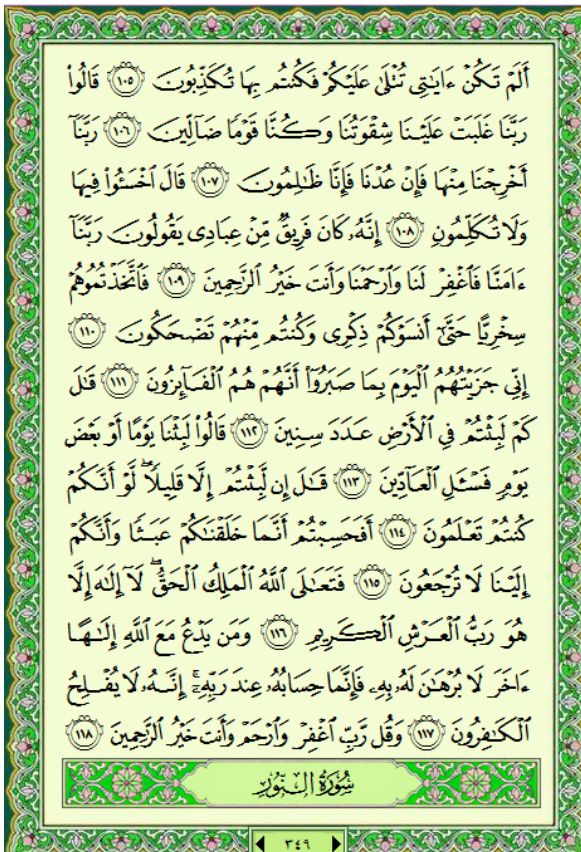 أَلَمْ تَكُنْ ءَايَٰتِى تُتْلَىٰ عَلَيْكُمْ فَكُنتُم بِهَا تُكَذِّبُونَ ١٠٥ قَالُوا۟
رَبَّنَا غَلَبَتْ عَلَيْنَا شِقْوَتُنَا وَكُنَّا قَوْمًا ضَآلِّينَ ١٠٦ رَبَّنَآ
أَخْرِجْنَا مِنْهَا فَإِنْ عُدْنَا فَإِنَّا ظَٰلِمُونَ ١٠٧ قَالَ ٱخْسَـُٔوا۟ فِيهَا
وَلَا تُكَلِّمُونِ ١٠٨ إِنَّهُۥ كَانَ فَرِيقٌ مِّنْ عِبَادِى يَقُولُونَ رَبَّنَآ
ءَامَنَّا فَٱغْفِرْ لَنَا وَٱرْحَمْنَا وَأَنتَ خَيْرُ ٱلرَّٰحِمِينَ ١٠٩ فَٱتَّخَذْتُمُوهُمْ
سِخْرِيًّا حَتَّىٰٓ أَنسَوْكُمْ ذِكْرِى وَكُنتُم مِّنْهُمْ تَضْحَكُونَ ١١٠
إِنِّى جَزَيْتُهُمُ ٱلْيَوْمَ بِمَا صَبَرُوٓا۟ أَنَّهُمْ هُمُ ٱلْفَآئِزُونَ ١١١ قَٰلَ
كَمْ لَبِثْتُمْ فِى ٱلْأَرْضِ عَدَدَ سِنِينَ ١١٢ قَالُوا۟ لَبِثْنَا يَوْمًا أَوْ بَعْضَ
يَوْمٍ فَسْـَٔلِ ٱلْعَآدِّينَ ١١٣ قَٰلَ إِن لَّبِثْتُمْ إِلَّا قَلِيلًا ۖ لَّوْ أَنَّكُمْ
كُنتُمْ تَعْلَمُونَ ١١٤ أَفَحَسِبْتُمْ أَنَّمَا خَلَقْنَٰكُمْ عَبَثًا وَأَنَّكُمْ
إِلَيْنَا لَا تُرْجَعُونَ ١١٥ فَتَعَٰلَى ٱللَّهُ ٱلْمَلِكُ ٱلْحَقُّ ۖ لَآ إِلَٰهَ إِلَّا
هُوَ رَبُّ ٱلْعَرْشِ ٱلْكَرِيمِ ١١٦ وَمَن يَدْعُ مَعَ ٱللَّهِ إِلَٰهًا
ءَاخَرَ لَا بُرْهَٰنَ لَهُۥ بِهِۦ فَإِنَّمَا حِسَابُهُۥ عِندَ رَبِّهِۦٓ ۚ إِنَّهُۥ لَا يُفْلِحُ
ٱلْكَٰفِرُونَ ١١٧ وَقُل رَّبِّ ٱغْفِرْ وَٱرْحَمْ وَأَنتَ خَيْرُ ٱلرَّٰحِمِينَ ١١٨
سُورَةُ النُّورِ
٣٤٩